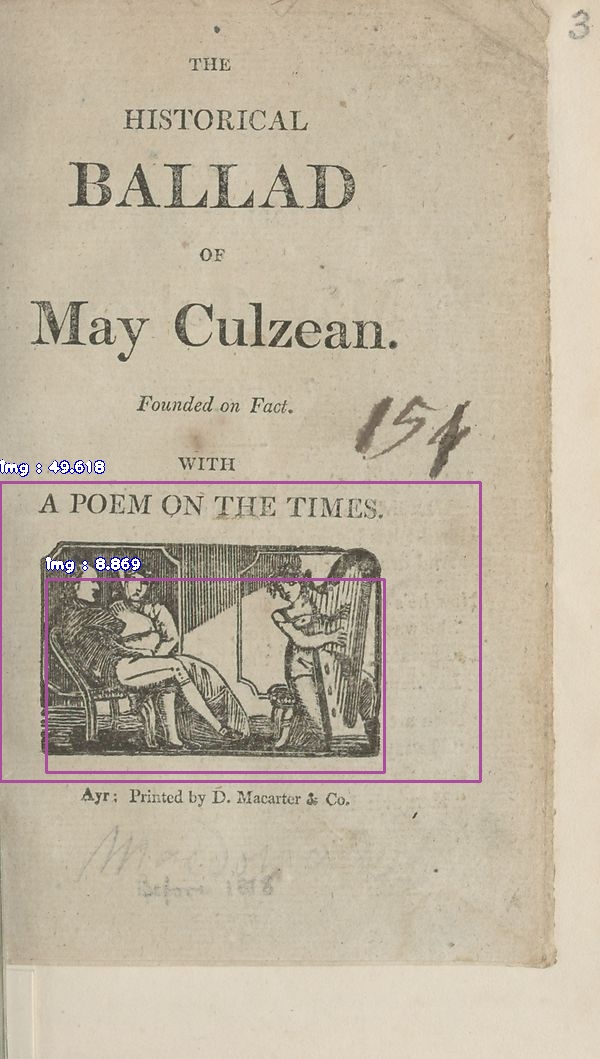 3
THE
HISTORICAL
BALLAD
OF
May Culzean.
Founded on Fact.
154
WITH
img : 49.618
A POEM ON THE TIMES.
img : 8.869
Ayr: Printed by D. Macarter & Co.
Before 1818